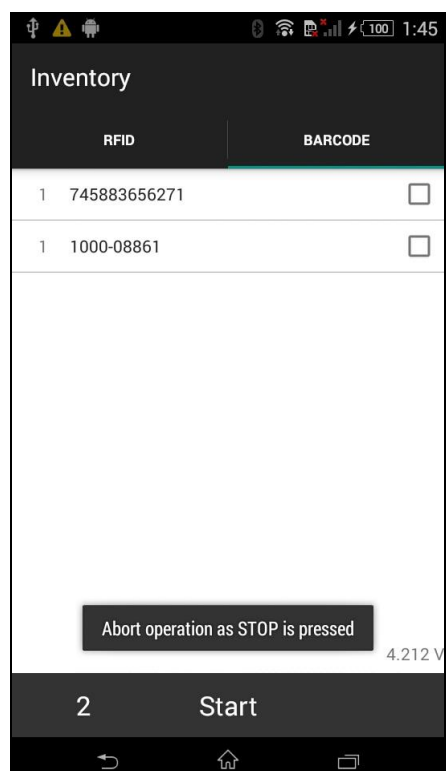 100 1:45
Inventory
RFID BARCODE
1 745883656271
1 1000-08861
Abort operation as STOP is pressed
4.212 V
2 Start